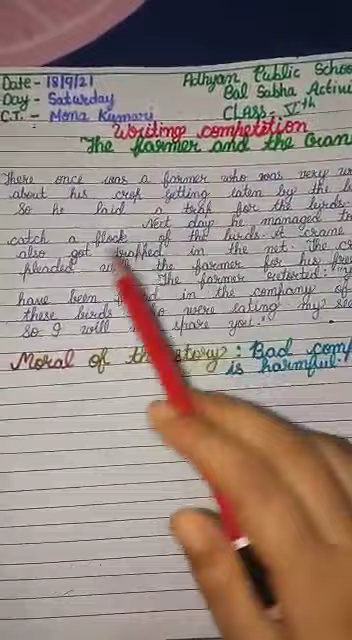 Date - 18/9/21 Adhyan Public Schoo
Day - Saturday Bal Sabha Activi
C.T. - Mona Kumari CLASS - Vth
Writing competition
The farmer and the Cran
There once was a farmer who was very w
about his crop getting eaten by the b
So he laid a trap for the birds.
Next day he managed to
catch a flock of the birds. A crane
also got trapped in the net. The cr
pleaded with the farmer for his free
The farmer retorted:
have been found in the company of
these birds who were eating my see
So I will not spare you.
Moral of the story: Bad comp
is harmful.